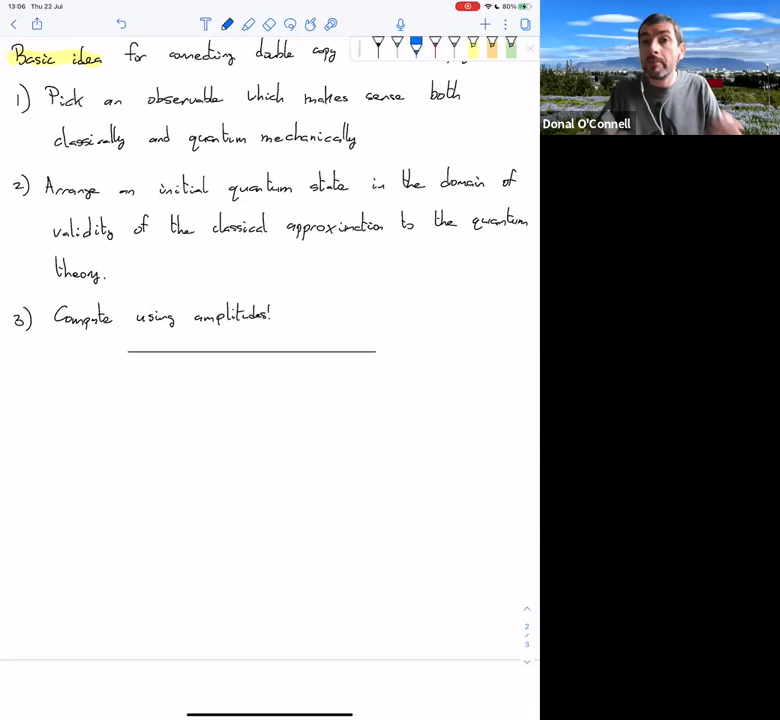 13:06 Thu 22 Jul
80%
Basic idea for connecting double copy
1) Pick an observable which makes sense both
classically and quantum mechanically
2) Arrange an initial quantum state in the domain of
validity of the classical approximation to the quantum
theory.
3) Compute using amplitudes!
Donal O'Connell
2
/
3